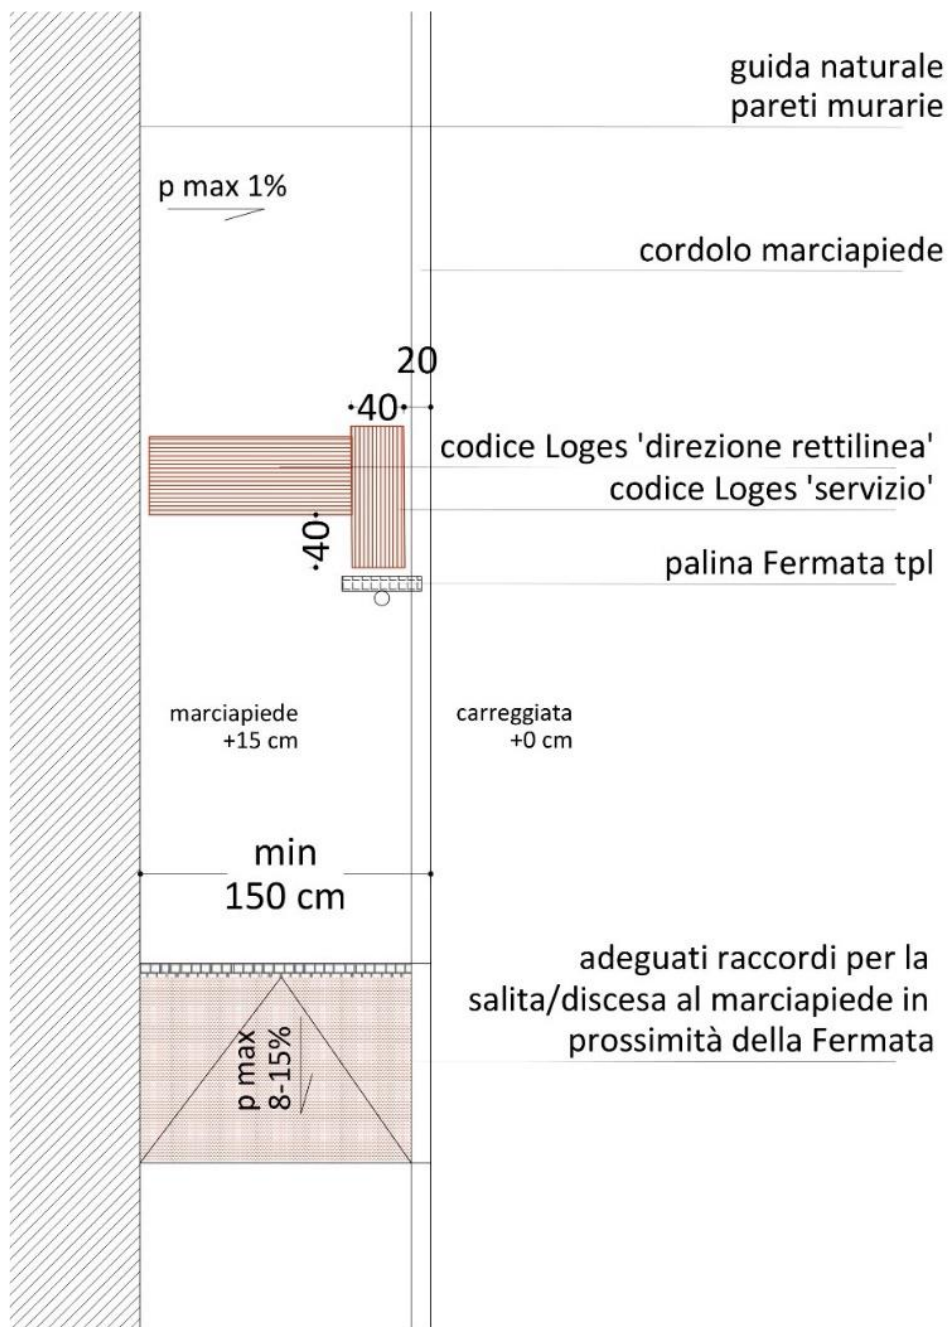 guida naturale
pareti murarie
p max 1%
cordolo marciapiede
20
40
codice Loges 'direzione rettilinea'
codice Loges 'servizio'
40
palina Fermata tpl
marciapiede
+15 cm
carreggiata
+0 cm
min
150 cm
adeguati raccordi per la
salita/discesa al marciapiede in
prossimità della Fermata
p max
8-15%